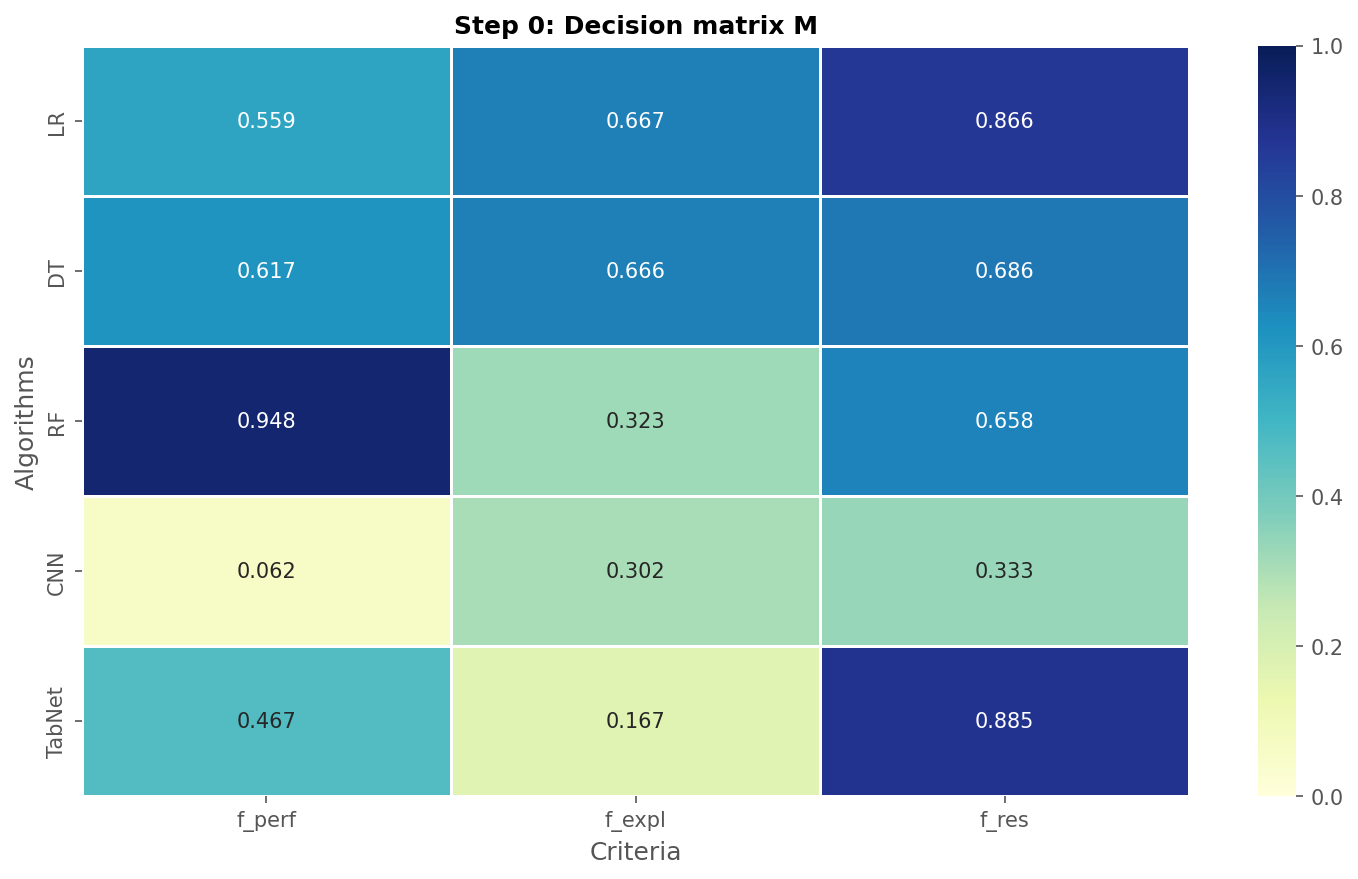 Step 0: Decision matrix M
Algorithms
LR
0.559 0.667 0.866
DT
0.617 0.666 0.686
RF
0.948 0.323 0.658
CNN
0.062 0.302 0.333
TabNet
0.467 0.167 0.885
f_perf f_expl f_res
Criteria
1.0
0.8
0.6
0.4
0.2
0.0